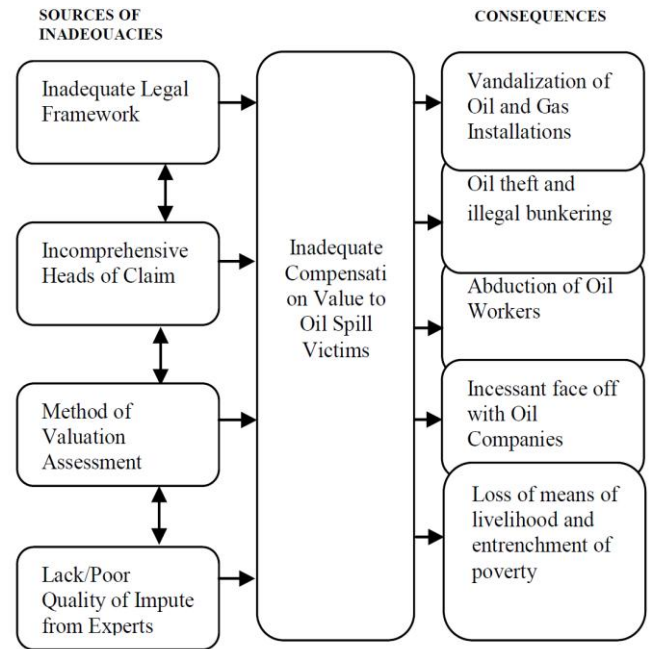 SOURCES OF
INADEQUACIES
Inadequate Legal
Framework
Incomprehensive
Heads of Claim
Method of
Valuation
Assessment
Lack/Poor
Quality of Impute
from Experts
Inadequate
Compensati
on Value to
Oil Spill
Victims
CONSEQUENCES
Vandalization of
Oil and Gas
Installations
Oil theft and
illegal bunkering
Abduction of Oil
Workers
Incessant face off
with Oil
Companies
Loss of means of
livelihood and
entrenchment of
poverty